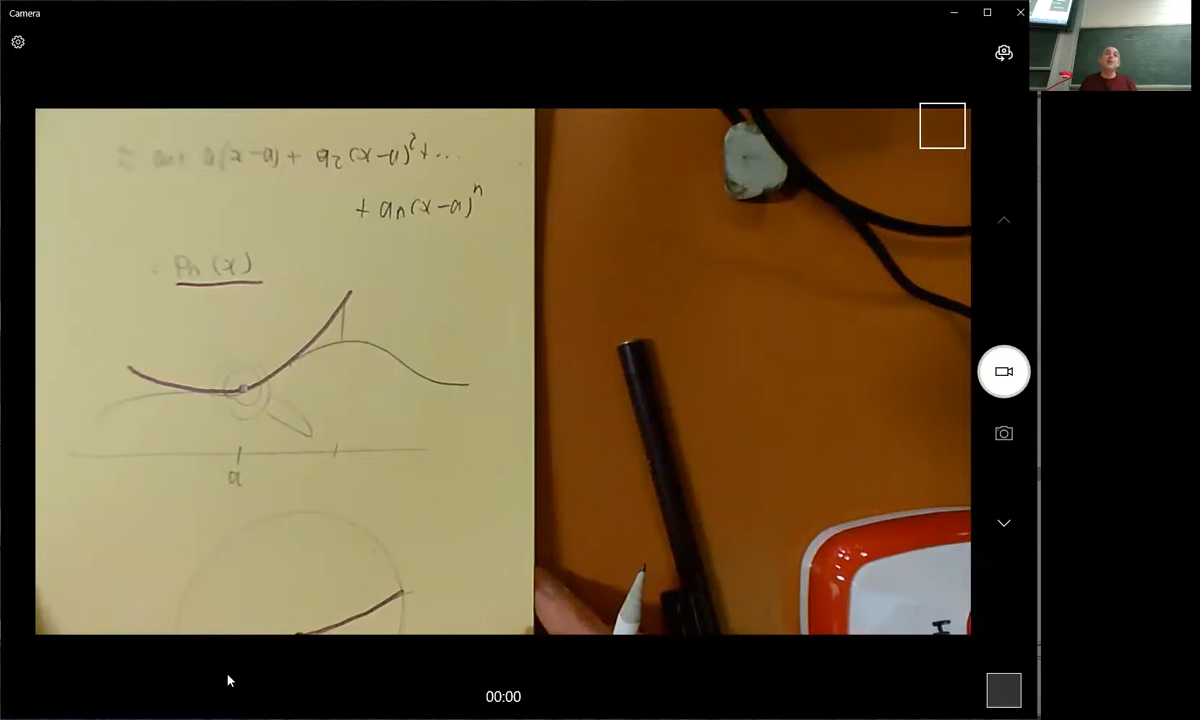 Camera
≈ a₀+ a₁(x-a) + a₂(x-a)²+...
+ aₙ(x-a)ⁿ
= Pₙ(x)
a
H
00:00